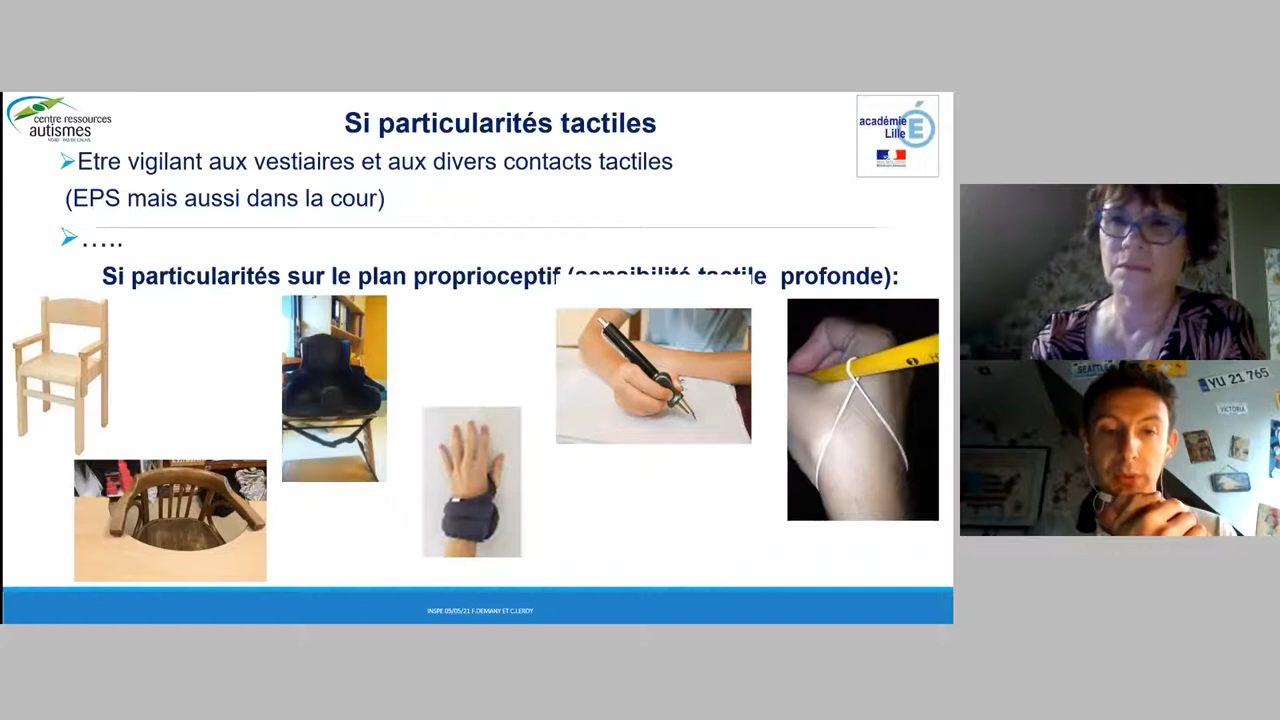 centre ressources
autismes
Si particularités tactiles
académie
Lille
Etre vigilant aux vestiaires et aux divers contacts tactiles
(EPS mais aussi dans la cour)
…..
Si particularités sur le plan proprioceptif (sensibilité tactile profonde):
INSPE 05/05/21 F.DEMANY ET C.LEROY
SEATTLE
YU 21 765
VICTORIA